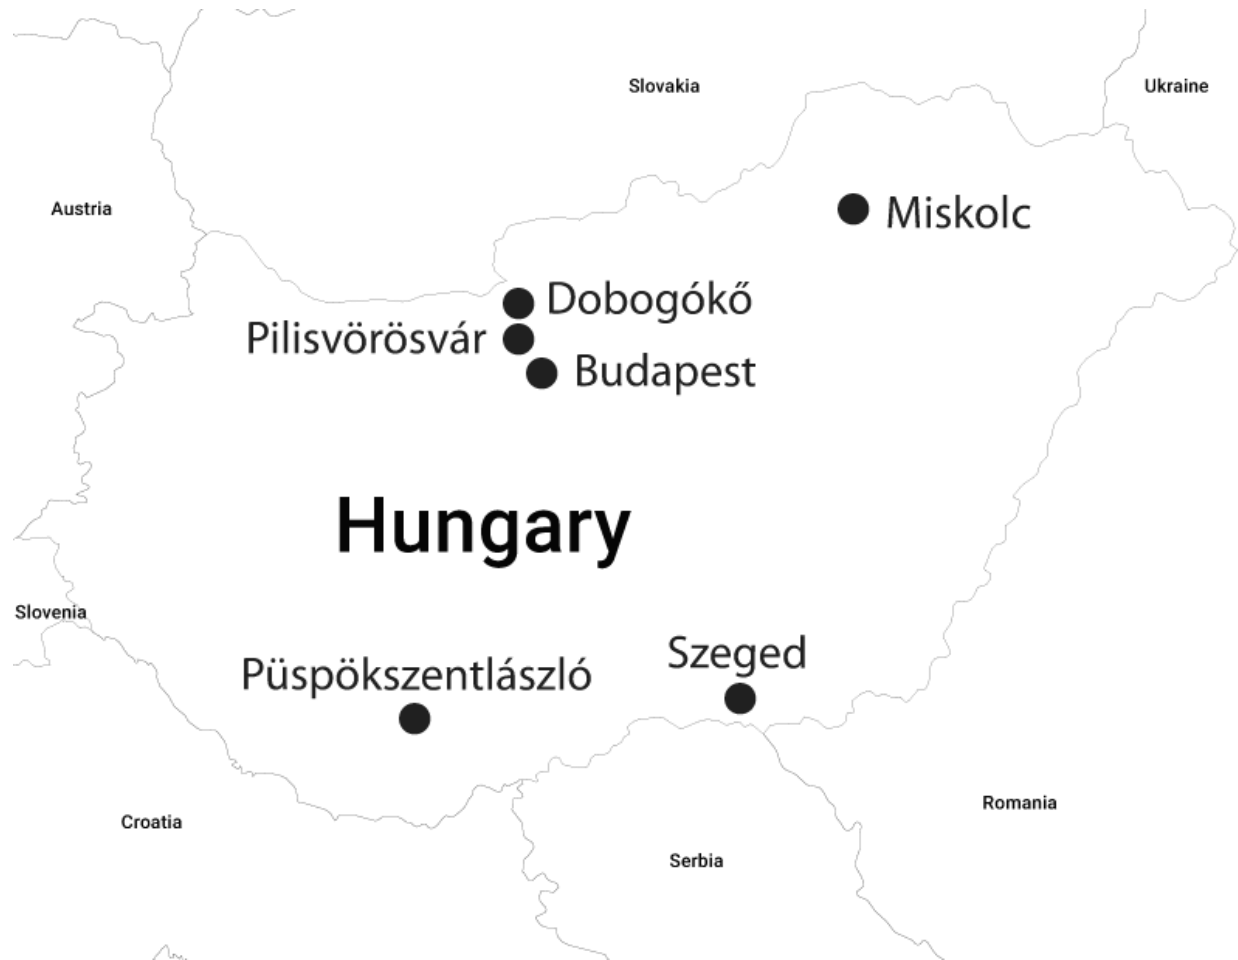 Slovakia
Ukraine
Austria
Miskolc
Dobogókő
Pilisvörösvár
Budapest
Hungary
Slovenia
Szeged
Püspökszentlászló
Romania
Croatia
Serbia